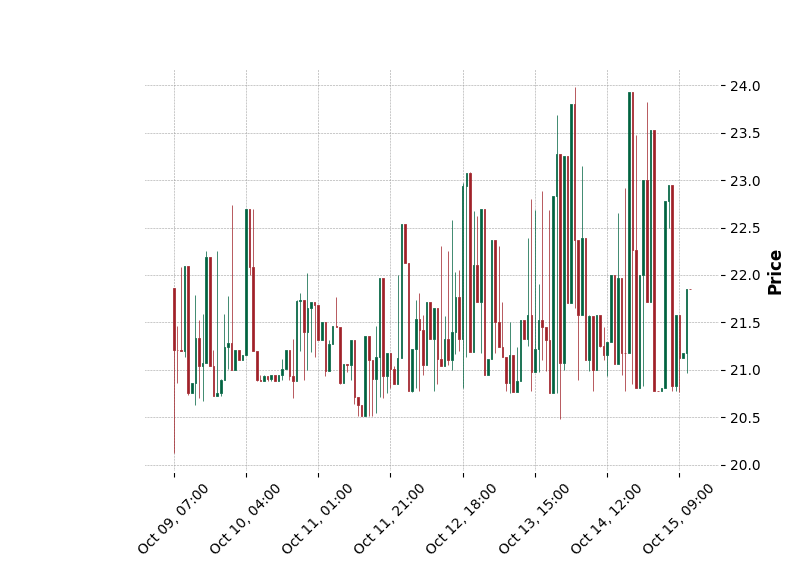 24.0
23.5
23.0
22.5
22.0
21.5
21.0
20.5
20.0
Price
Oct 09, 07:00
Oct 10, 04:00
Oct 11, 01:00
Oct 11, 21:00
Oct 12, 18:00
Oct 13, 15:00
Oct 14, 12:00
Oct 15, 09:00